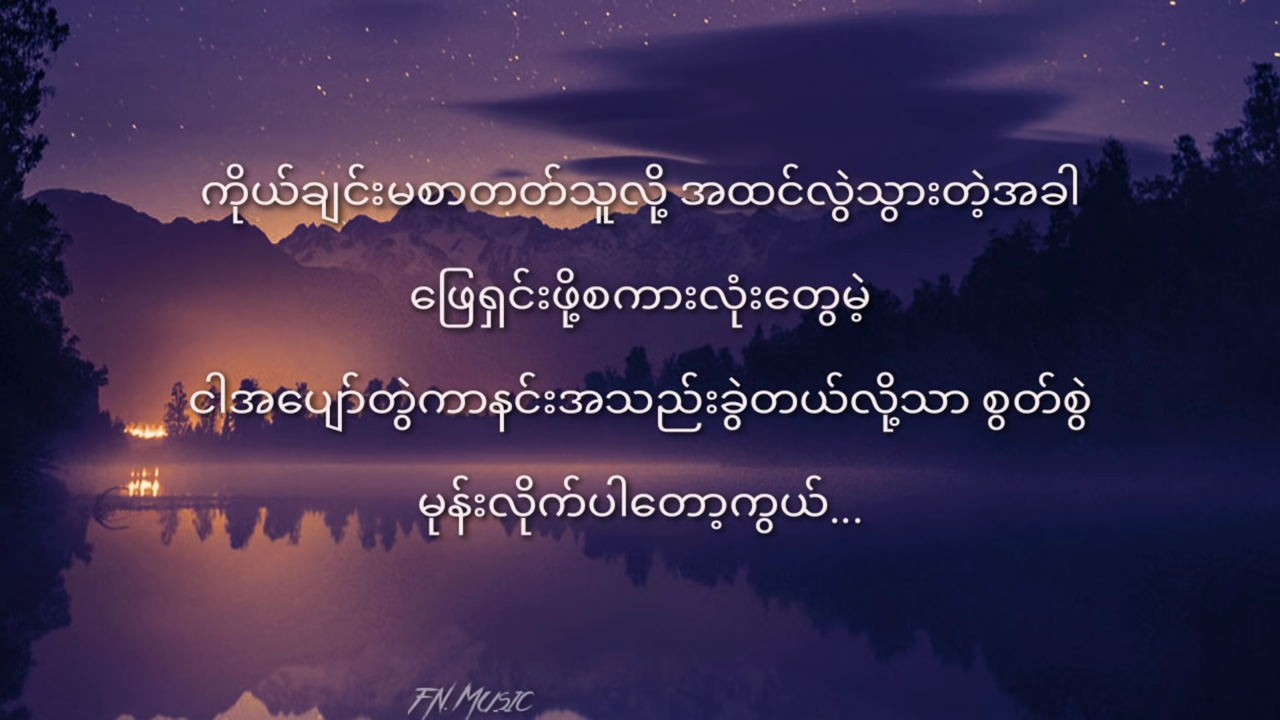 ကိုယ်ချင်းမစာတတ်သူလို့ အထင်လွဲသွားတဲ့အခါ
ဖြေရှင်းဖို့စကားလုံးတွေမဲ့
ငါအပျော်တွဲကာနင်းအသည်းခွဲတယ်လို့သာ စွတ်စွဲ
မုန်းလိုက်ပါတော့ကွယ်...
FN.MUSIC